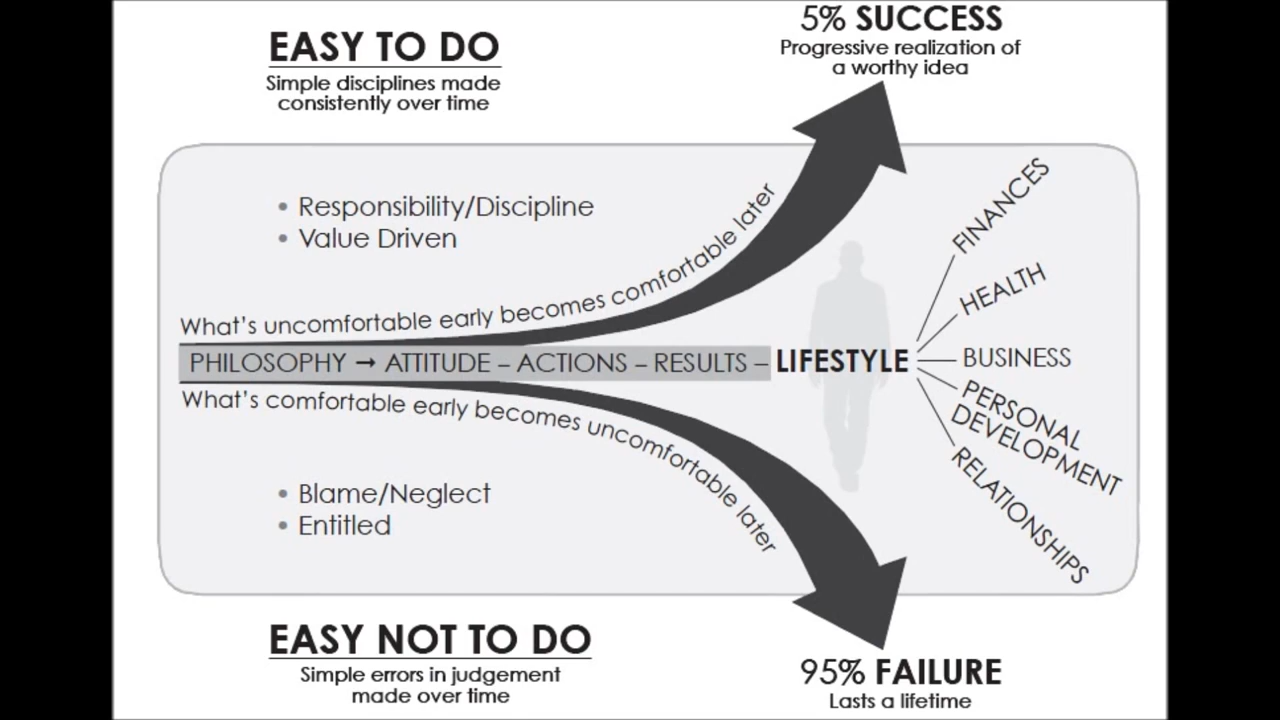 EASY TO DO
Simple disciplines made
consistently over time
5% SUCCESS
Progressive realization of
a worthy idea
• Responsibility/Discipline
• Value Driven
What's uncomfortable early becomes comfortable later
PHILOSOPHY → ATTITUDE – ACTIONS – RESULTS – LIFESTYLE
What's comfortable early becomes uncomfortable later
FINANCES
HEALTH
BUSINESS
PERSONAL
DEVELOPMENT
RELATIONSHIPS
• Blame/Neglect
• Entitled
EASY NOT TO DO
Simple errors in judgement
made over time
95% FAILURE
Lasts a lifetime